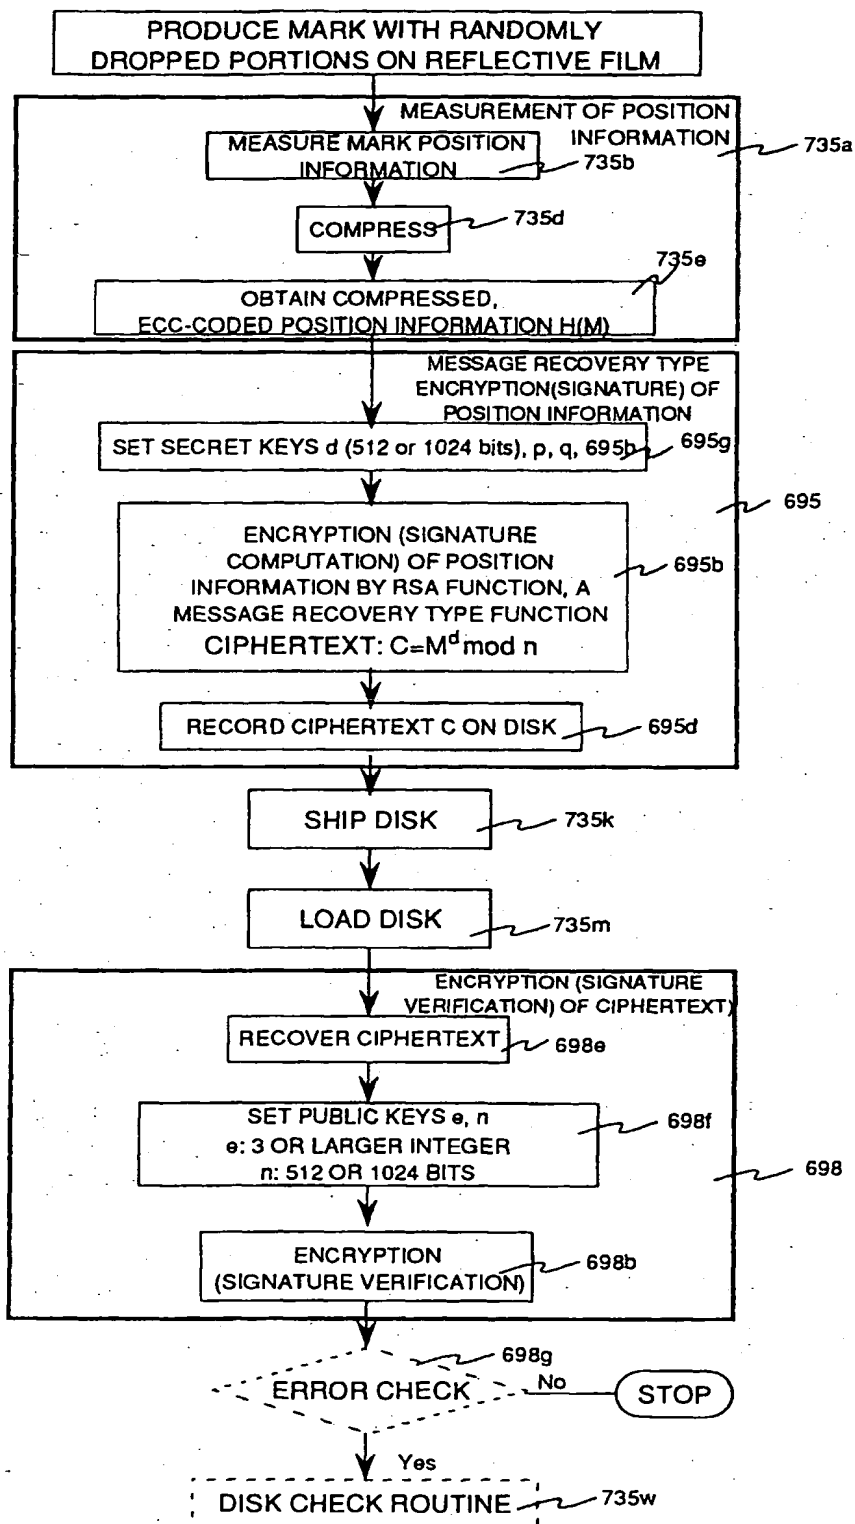 PRODUCE MARK WITH RANDOMLY
DROPPED PORTIONS ON REFLECTIVE FILM
MEASUREMENT OF POSITION
INFORMATION
735a
MEASURE MARK POSITION
INFORMATION
735b
COMPRESS
735d
735e
OBTAIN COMPRESSED,
ECC-CODED POSITION INFORMATION H(M)
MESSAGE RECOVERY TYPE
ENCRYPTION(SIGNATURE) OF
POSITION INFORMATION
SET SECRET KEYS d (512 or 1024 bits), p, q, 695b
695g
695
ENCRYPTION (SIGNATURE
COMPUTATION) OF POSITION
INFORMATION BY RSA FUNCTION, A
MESSAGE RECOVERY TYPE FUNCTION
CIPHERTEXT: C=M^d mod n
695b
RECORD CIPHERTEXT C ON DISK
695d
SHIP DISK
735k
LOAD DISK
735m
ENCRYPTION (SIGNATURE
VERIFICATION) OF CIPHERTEXT)
RECOVER CIPHERTEXT
698e
SET PUBLIC KEYS e, n
e: 3 OR LARGER INTEGER
n: 512 OR 1024 BITS
698f
698
ENCRYPTION
(SIGNATURE VERIFICATION)
698b
698g
ERROR CHECK
No
STOP
Yes
DISK CHECK ROUTINE
735w